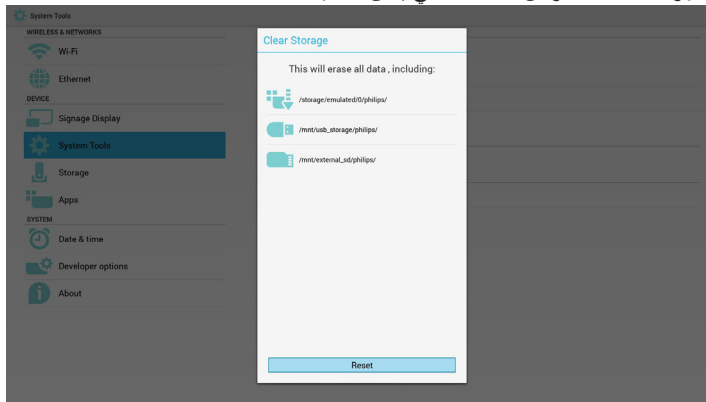 System Tools
WIRELESS & NETWORKS
Wi-Fi
Ethernet
DEVICE
Signage Display
System Tools
Storage
Apps
SYSTEM
Date & time
Developer options
About
Clear Storage
This will erase all data , including:
/storage/emulated/0/philips/
/mnt/usb_storage/philips/
/mnt/external_sd/philips/
Reset